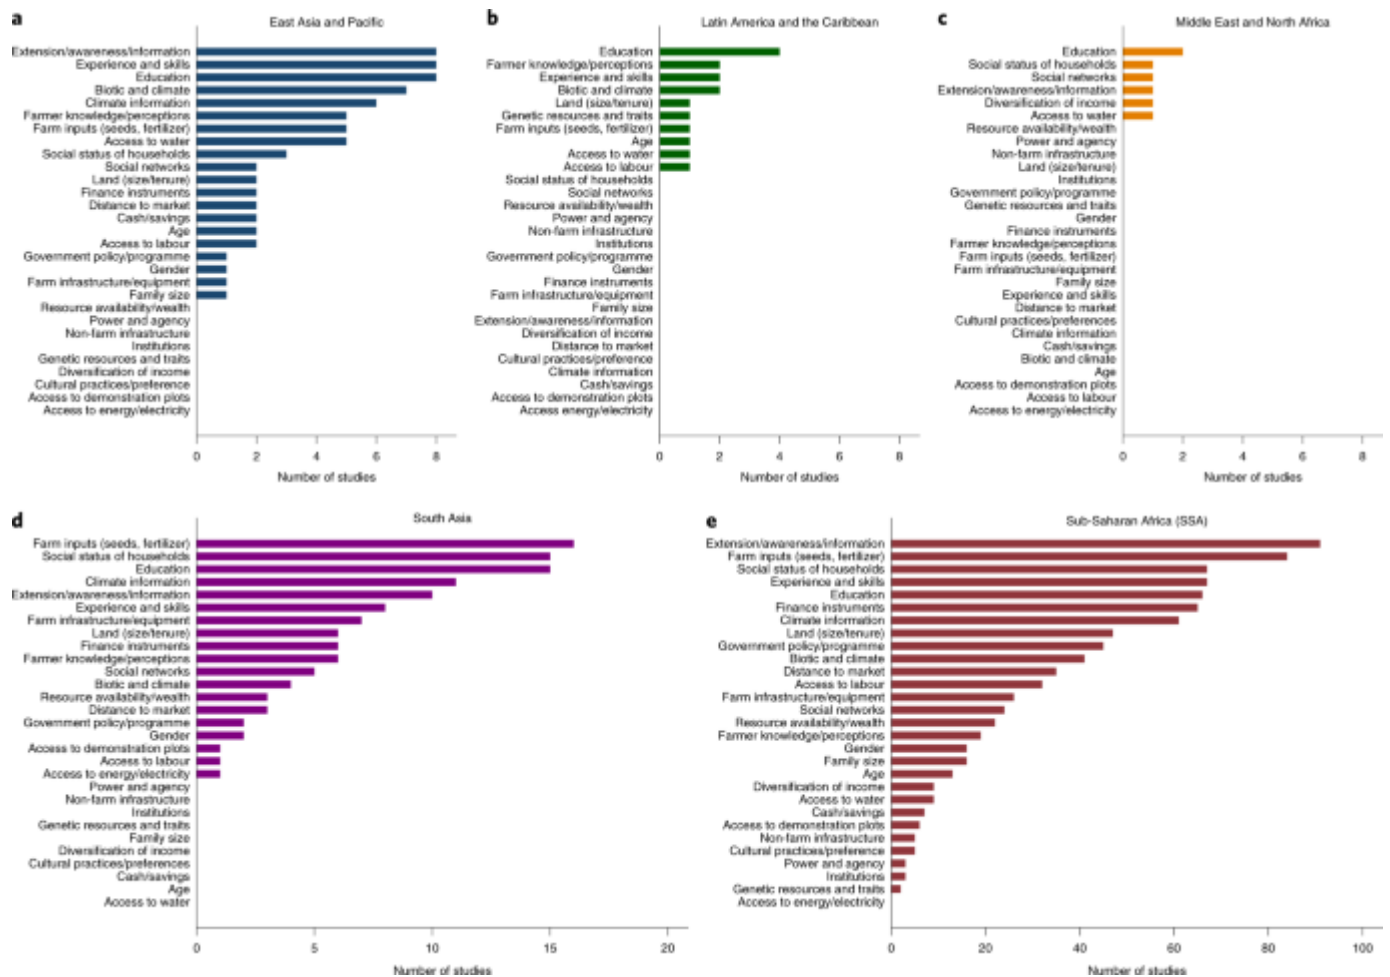 a
East Asia and Pacific
Extension/awareness/information
Experience and skills
Education
Biotic and climate
Climate information
Farmer knowledge/perceptions
Farm inputs (seeds, fertilizer)
Access to water
Social status of households
Social networks
Land (size/tenure)
Finance instruments
Distance to market
Cash/savings
Age
Access to labour
Government policy/programme
Gender
Farm infrastructure/equipment
Family size
Resource availability/wealth
Power and agency
Non-farm infrastructure
Institutions
Genetic resources and traits
Diversification of income
Cultural practices/preference
Access to demonstration plots
Access to energy/electricity
0 2 4 6 8
Number of studies
b
Latin America and the Caribbean
Education
Farmer knowledge/perceptions
Experience and skills
Biotic and climate
Land (size/tenure)
Genetic resources and traits
Farm inputs (seeds, fertilizer)
Age
Access to water
Access to labour
Social status of households
Social networks
Resource availability/wealth
Power and agency
Non-farm infrastructure
Institutions
Government policy/programme
Gender
Finance instruments
Farm infrastructure/equipment
Family size
Extension/awareness/information
Diversification of income
Distance to market
Cultural practices/preference
Climate information
Cash/savings
Access to demonstration plots
Access energy/electricity
0 2 4 6 8
Number of studies
c
Middle East and North Africa
Education
Social status of households
Social networks
Extension/awareness/information
Diversification of income
Access to water
Resource availability/wealth
Power and agency
Non-farm infrastructure
Land (size/tenure)
Institutions
Government policy/programme
Genetic resources and traits
Gender
Finance instruments
Farmer knowledge/perceptions
Farm inputs (seeds, fertilizer)
Farm infrastructure/equipment
Family size
Experience and skills
Distance to market
Cultural practices/preferences
Climate information
Cash/savings
Biotic and climate
Age
Access to demonstration plots
Access to labour
Access to energy/electricity
0 2 4 6 8
Number of studies
d
South Asia
Farm inputs (seeds, fertilizer)
Social status of households
Education
Climate information
Extension/awareness/information
Experience and skills
Farm infrastructure/equipment
Land (size/tenure)
Finance instruments
Farmer knowledge/perceptions
Social networks
Biotic and climate
Resource availability/wealth
Distance to market
Government policy/programme
Gender
Access to demonstration plots
Access to labour
Access to energy/electricity
Power and agency
Non-farm infrastructure
Institutions
Genetic resources and traits
Family size
Diversification of income
Cultural practices/preferences
Cash/savings
Age
Access to water
0 5 10 15 20
Number of studies
e
Sub-Saharan Africa (SSA)
Extension/awareness/information
Farm inputs (seeds, fertilizer)
Social status of households
Experience and skills
Education
Finance instruments
Climate information
Land (size/tenure)
Government policy/programme
Biotic and climate
Distance to market
Access to labour
Farm infrastructure/equipment
Social networks
Resource availability/wealth
Farmer knowledge/perceptions
Gender
Family size
Age
Diversification of income
Access to water
Cash/savings
Access to demonstration plots
Non-farm infrastructure
Cultural practices/preference
Power and agency
Institutions
Genetic resources and traits
Access to energy/electricity
0 20 40 60 80 100
Number of studies